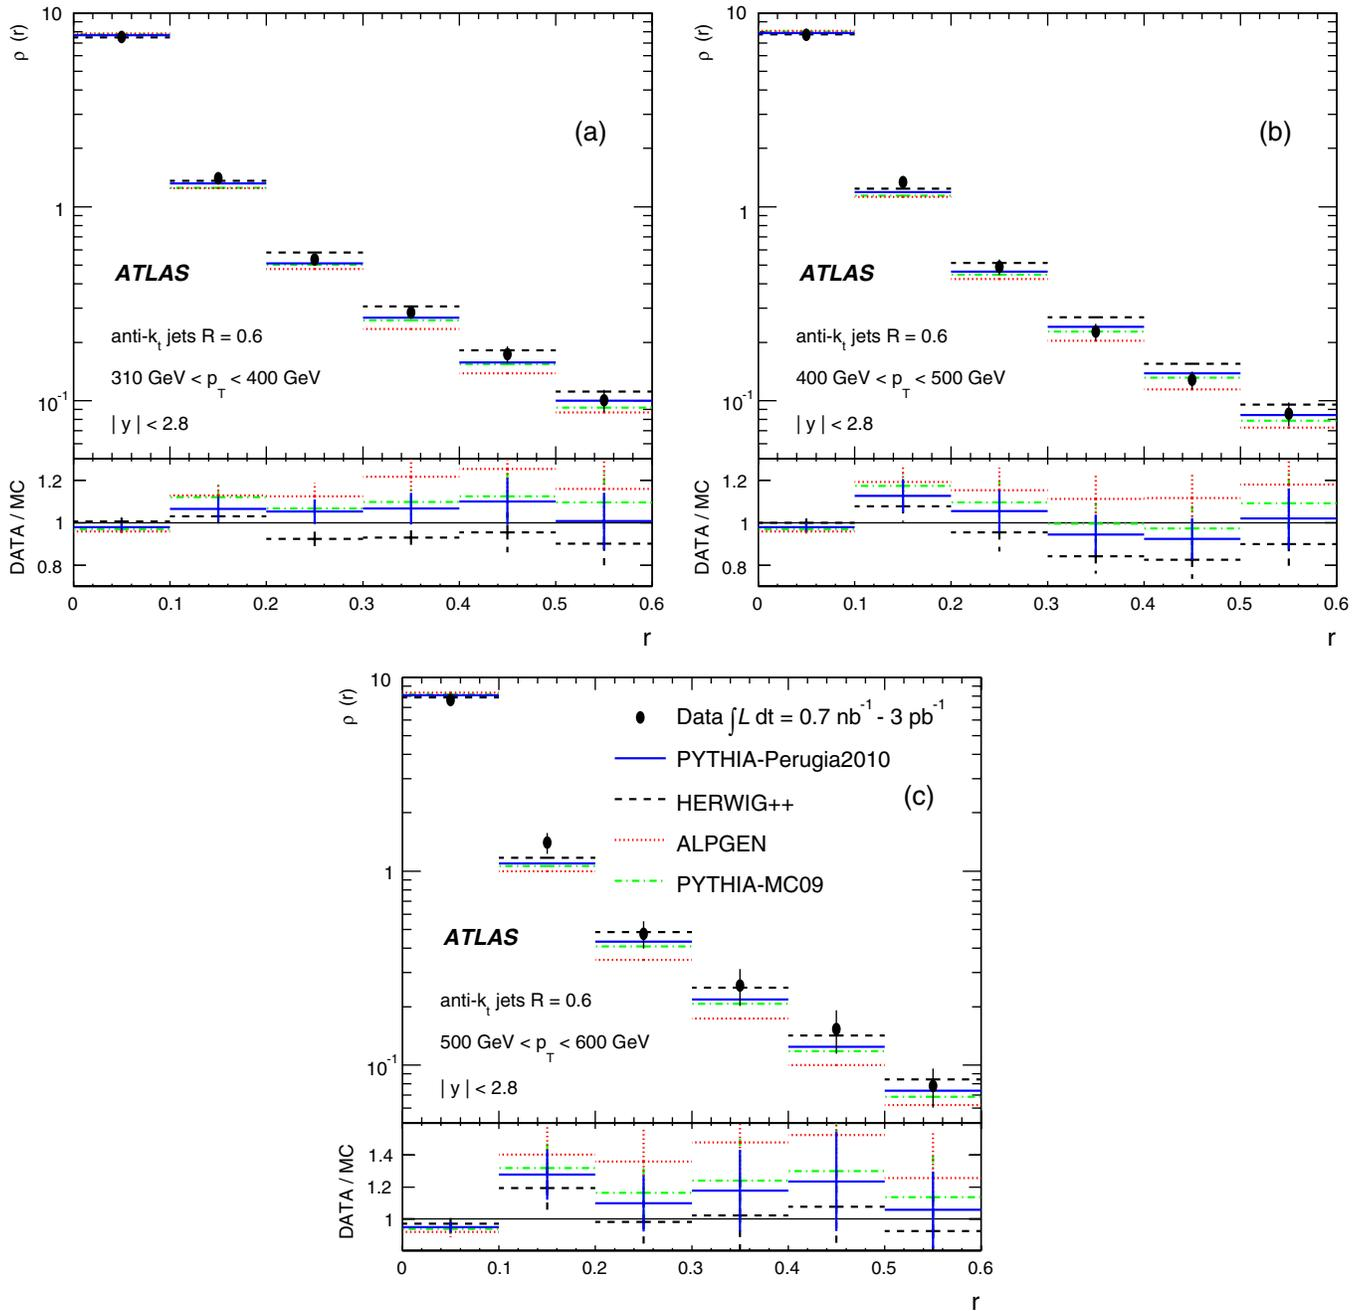 10
ρ (r)
(a)
1
ATLAS
anti-k_t jets R = 0.6
310 GeV < p_T < 400 GeV
10^-1
| y | < 2.8
DATA / MC
1.2
1
0.8
0 0.1 0.2 0.3 0.4 0.5 0.6
r
10
ρ (r)
(b)
1
ATLAS
anti-k_t jets R = 0.6
400 GeV < p_T < 500 GeV
10^-1
| y | < 2.8
DATA / MC
1.2
1
0.8
0 0.1 0.2 0.3 0.4 0.5 0.6
r
10
ρ (r)
Data ∫L dt = 0.7 nb^-1 - 3 pb^-1
PYTHIA-Perugia2010
(c)
HERWIG++
ALPGEN
1
PYTHIA-MC09
ATLAS
anti-k_t jets R = 0.6
500 GeV < p_T < 600 GeV
10^-1
| y | < 2.8
DATA / MC
1.4
1.2
1
0 0.1 0.2 0.3 0.4 0.5 0.6
r